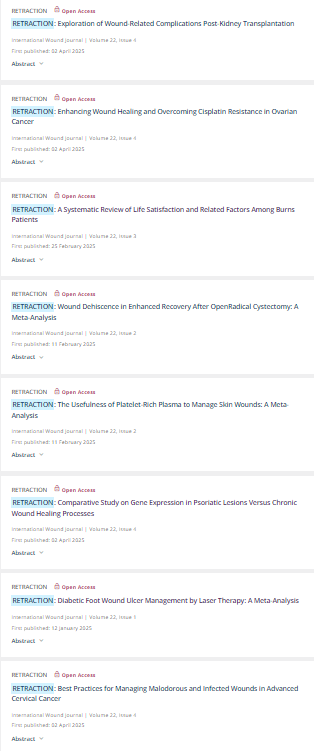 RETRACTION Open Access
RETRACTION: Exploration of Wound-Related Complications Post-Kidney Transplantation
International Wound Journal | Volume 22, Issue 4
First published: 02 April 2025
Abstract
RETRACTION Open Access
RETRACTION: Enhancing Wound Healing and Overcoming Cisplatin Resistance in Ovarian
Cancer
International Wound Journal | Volume 22, Issue 4
First published: 02 April 2025
Abstract
RETRACTION Open Access
RETRACTION: A Systematic Review of Life Satisfaction and Related Factors Among Burns
Patients
International Wound Journal | Volume 22, Issue 3
First published: 25 February 2025
Abstract
RETRACTION Open Access
RETRACTION: Wound Dehiscence in Enhanced Recovery After OpenRadical Cystectomy: A
Meta-Analysis
International Wound Journal | Volume 22, Issue 2
First published: 11 February 2025
Abstract
RETRACTION Open Access
RETRACTION: The Usefulness of Platelet-Rich Plasma to Manage Skin Wounds: A Meta-
Analysis
International Wound Journal | Volume 22, Issue 2
First published: 11 February 2025
Abstract
RETRACTION Open Access
RETRACTION: Comparative Study on Gene Expression in Psoriatic Lesions Versus Chronic
Wound Healing Processes
International Wound Journal | Volume 22, Issue 4
First published: 02 April 2025
Abstract
RETRACTION Open Access
RETRACTION: Diabetic Foot Wound Ulcer Management by Laser Therapy: A Meta-Analysis
International Wound Journal | Volume 22, Issue 1
First published: 12 January 2025
Abstract
RETRACTION Open Access
RETRACTION: Best Practices for Managing Malodorous and Infected Wounds in Advanced
Cervical Cancer
International Wound Journal | Volume 22, Issue 4
First published: 02 April 2025
Abstract